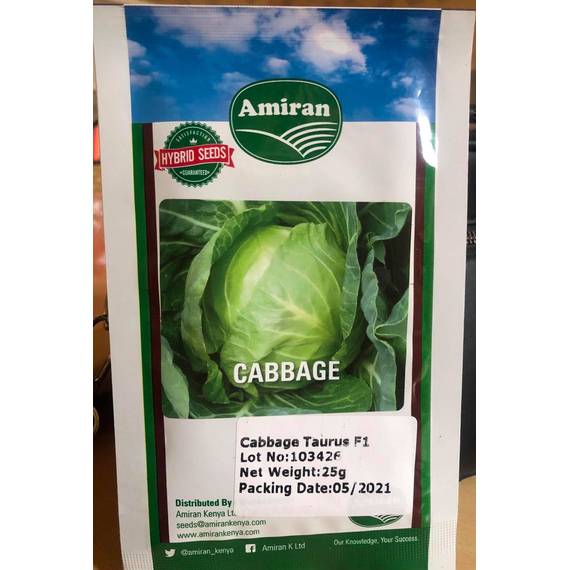 Amiran
SATISFACTION
HYBRID SEEDS
GUARANTEED
CABBAGE
Cabbage Taurus F1
Lot No:103426
Net Weight:25g
Packing Date:05/2021
Distributed By
Amiran Kenya Lt
seeds@amirankenya.com
www.amirankenya.com
@amiran_kenya
Amiran K Ltd
Our Knowledge, Your Success.